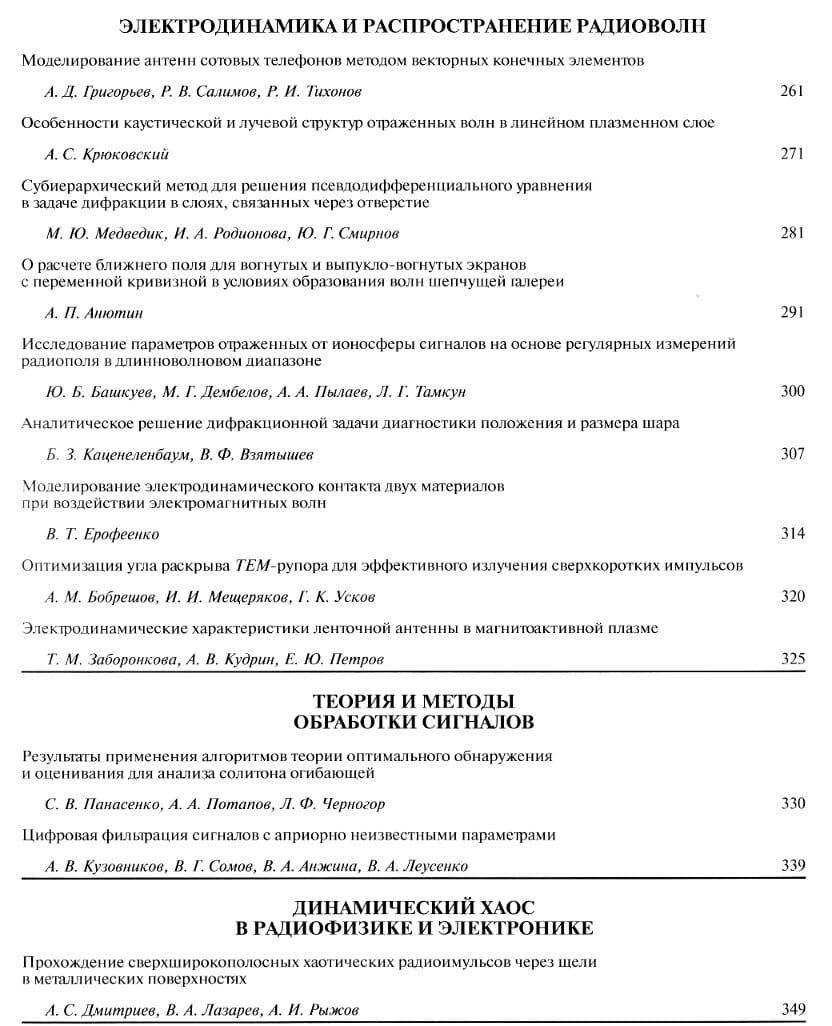 ЭЛЕКТРОДИНАМИКА И РАСПРОСТРАНЕНИЕ РАДИОВОЛН
Моделирование антенн сотовых телефонов методом векторных конечных элементов
А. Д. Григорьев, Р. В. Салимов, Р. И. Тихонов 261
Особенности каустической и лучевой структур отраженных волн в линейном плазменном слое
А. С. Крюковский 271
Субиерархический метод для решения псевдодифференциального уравнения
в задаче дифракции в слоях, связанных через отверстие
М. Ю. Медведик, И. А. Родионова, Ю. Г. Смирнов 281
О расчете ближнего поля для вогнутых и выпукло-вогнутых экранов
с переменной кривизной в условиях образования волн шепчущей галереи
А. П. Анютин 291
Исследование параметров отраженных от ионосферы сигналов на основе регулярных измерений
радиополя в длинноволновом диапазоне
Ю. Б. Башкуев, М. Г. Дембелов, А. А. Пылаев, Л. Г. Тамкун 300
Аналитическое решение дифракционной задачи диагностики положения и размера шара
Б. З. Каценеленбаум, В. Ф. Взятышев 307
Моделирование электродинамического контакта двух материалов
при воздействии электромагнитных волн
В. Т. Ерофеенко 314
Оптимизация угла раскрыва ТЕМ-рупора для эффективного излучения сверхкоротких импульсов
А. М. Бобрешов, И. И. Мещеряков, Г. К. Усков 320
Электродинамические характеристики ленточной антенны в магнитоактивной плазме
Т. М. Заборонкова, А. В. Кудрин, Е. Ю. Петров 325
ТЕОРИЯ И МЕТОДЫ
ОБРАБОТКИ СИГНАЛОВ
Результаты применения алгоритмов теории оптимального обнаружения
и оценивания для анализа солитона огибающей
С. В. Панасенко, А. А. Потапов, Л. Ф. Черногор 330
Цифровая фильтрация сигналов с априорно неизвестными параметрами
А. В. Кузовников, В. Г. Сомов, В. А. Анжина, В. А. Леусенко 339
ДИНАМИЧЕСКИЙ ХАОС
В РАДИОФИЗИКЕ И ЭЛЕКТРОНИКЕ
Прохождение сверхширокополосных хаотических радиоимульсов через щели
в металлических поверхностях
А. С. Дмитриев, В. А. Лазарев, А. И. Рыжов 349